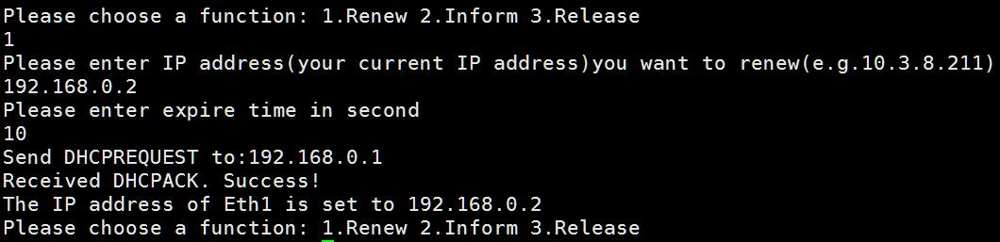 Please choose a function: 1.Renew 2.Inform 3.Release
1
Please enter IP address(your current IP address)you want to renew(e.g.10.3.8.211)
192.168.0.2
Please enter expire time in second
10
Send DHCPREQUEST to:192.168.0.1
Received DHCPACK. Success!
The IP address of Eth1 is set to 192.168.0.2
Please choose a function: 1.Renew 2.Inform 3.Release